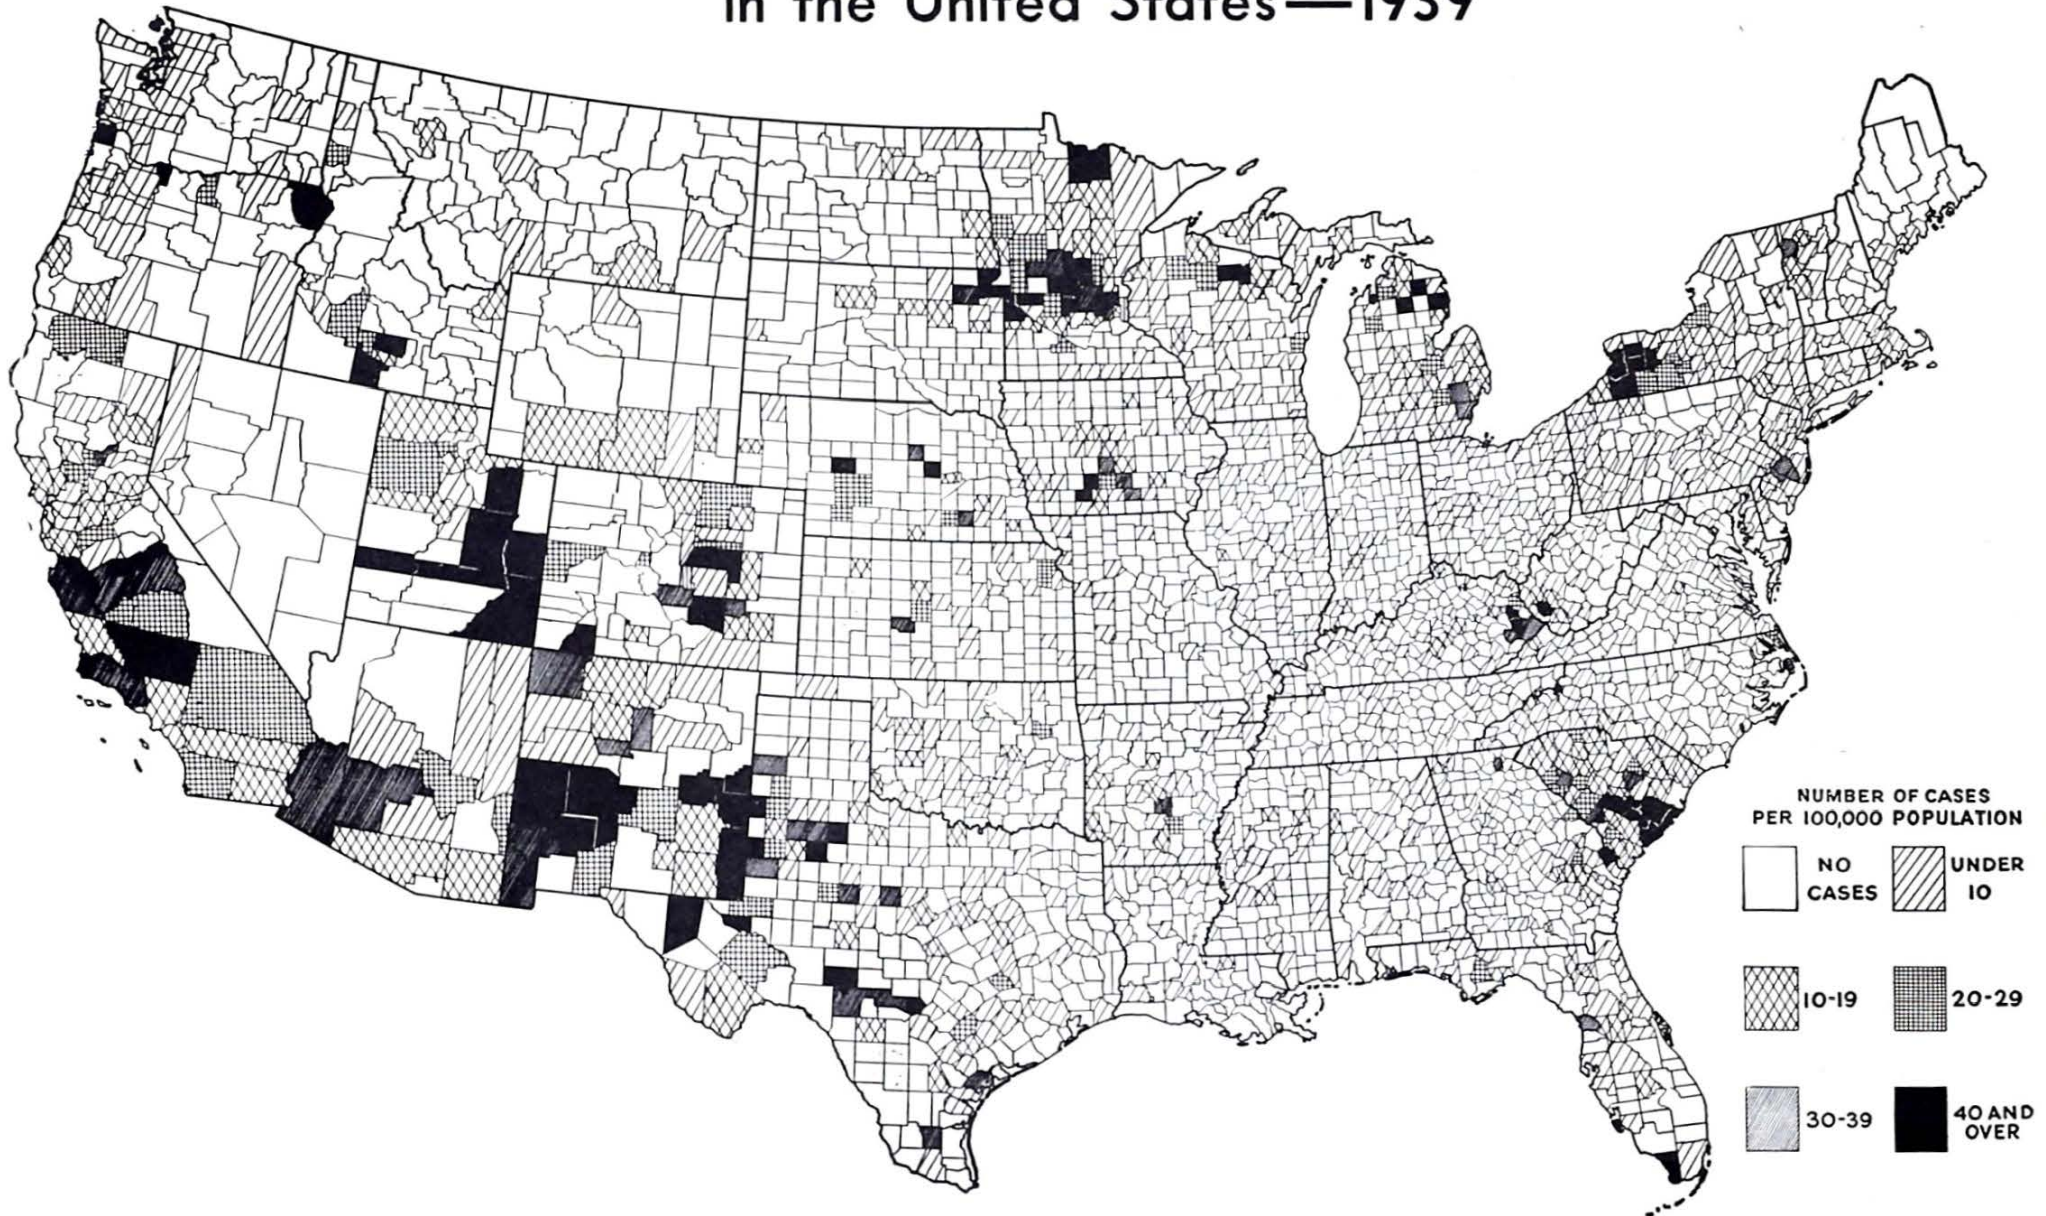 in the United States—1939
NUMBER OF CASES
PER 100,000 POPULATION
NO
CASES
UNDER
10
10-19
20-29
30-39
40 AND
OVER